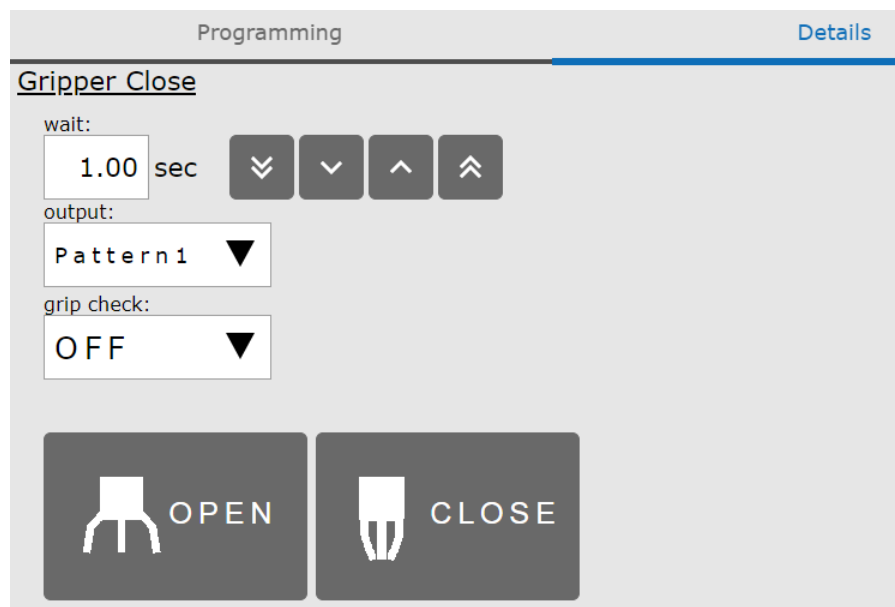 Programming Details
Gripper Close
wait:
1.00 sec
output:
Pattern1
grip check:
OFF
OPEN CLOSE